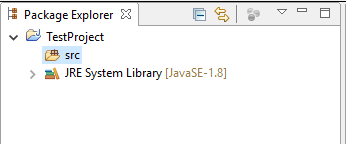 Package Explorer
TestProject
src
JRE System Library [JavaSE-1.8]